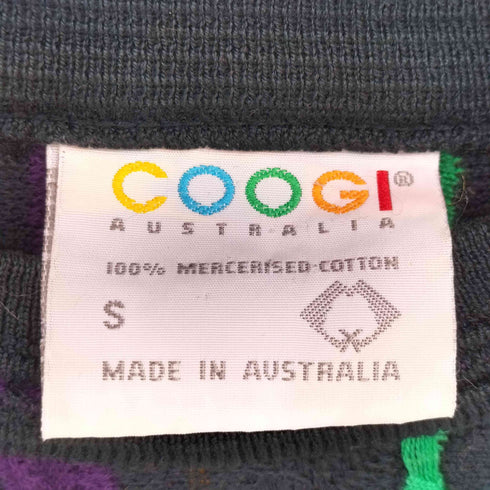 COOGI®
AUSTRALIA
100% MERCERISED COTTON
S
MADE IN AUSTRALIA